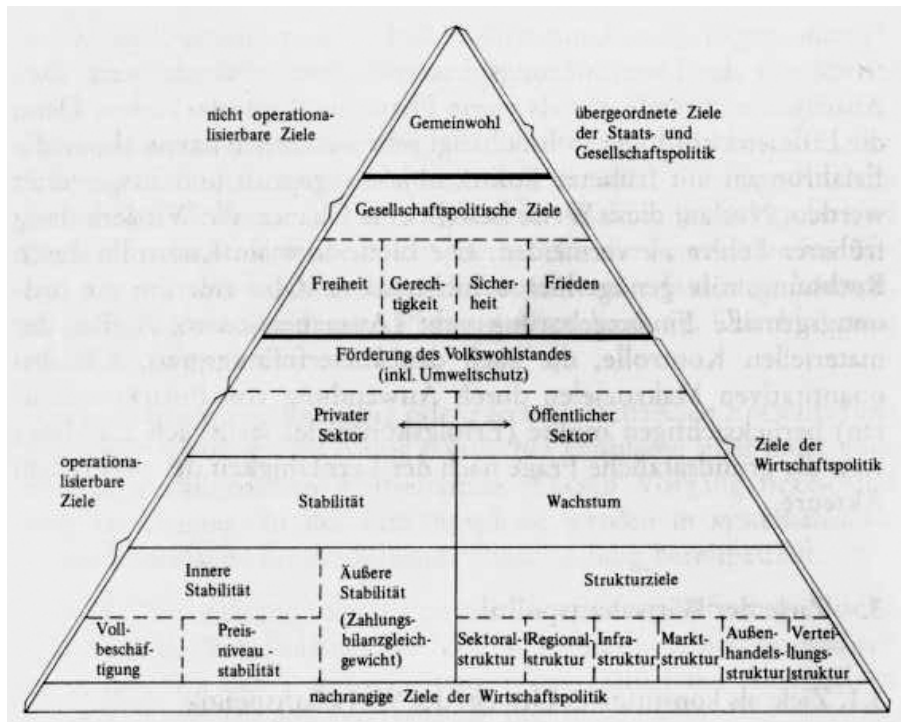 nicht operationa-
lisierbare Ziele
Gemeinwohl
übergeordnete Ziele
der Staats- und
Gesellschaftspolitik
Gesellschaftspolitische Ziele
Freiheit
Gerech-
tigkeit
Sicher-
heit
Frieden
Förderung des Volkswohlstandes
(inkl. Umweltschutz)
Privater
Sektor
Öffentlicher
Sektor
operationa-
lisierbare
Ziele
Ziele der
Wirtschaftspolitik
Stabilität
Wachstum
Innere
Stabilität
Äußere
Stabilität
(Zahlungs-
bilanzgleich-
gewicht)
Strukturziele
Voll-
beschäf-
tigung
Preis-
niveau-
stabilität
Sektoral-
struktur
Regional-
struktur
Infra-
struktur
Markt-
struktur
Außen-
handels-
struktur
Vertei-
lungs-
struktur
nachrangige Ziele der Wirtschaftspolitik